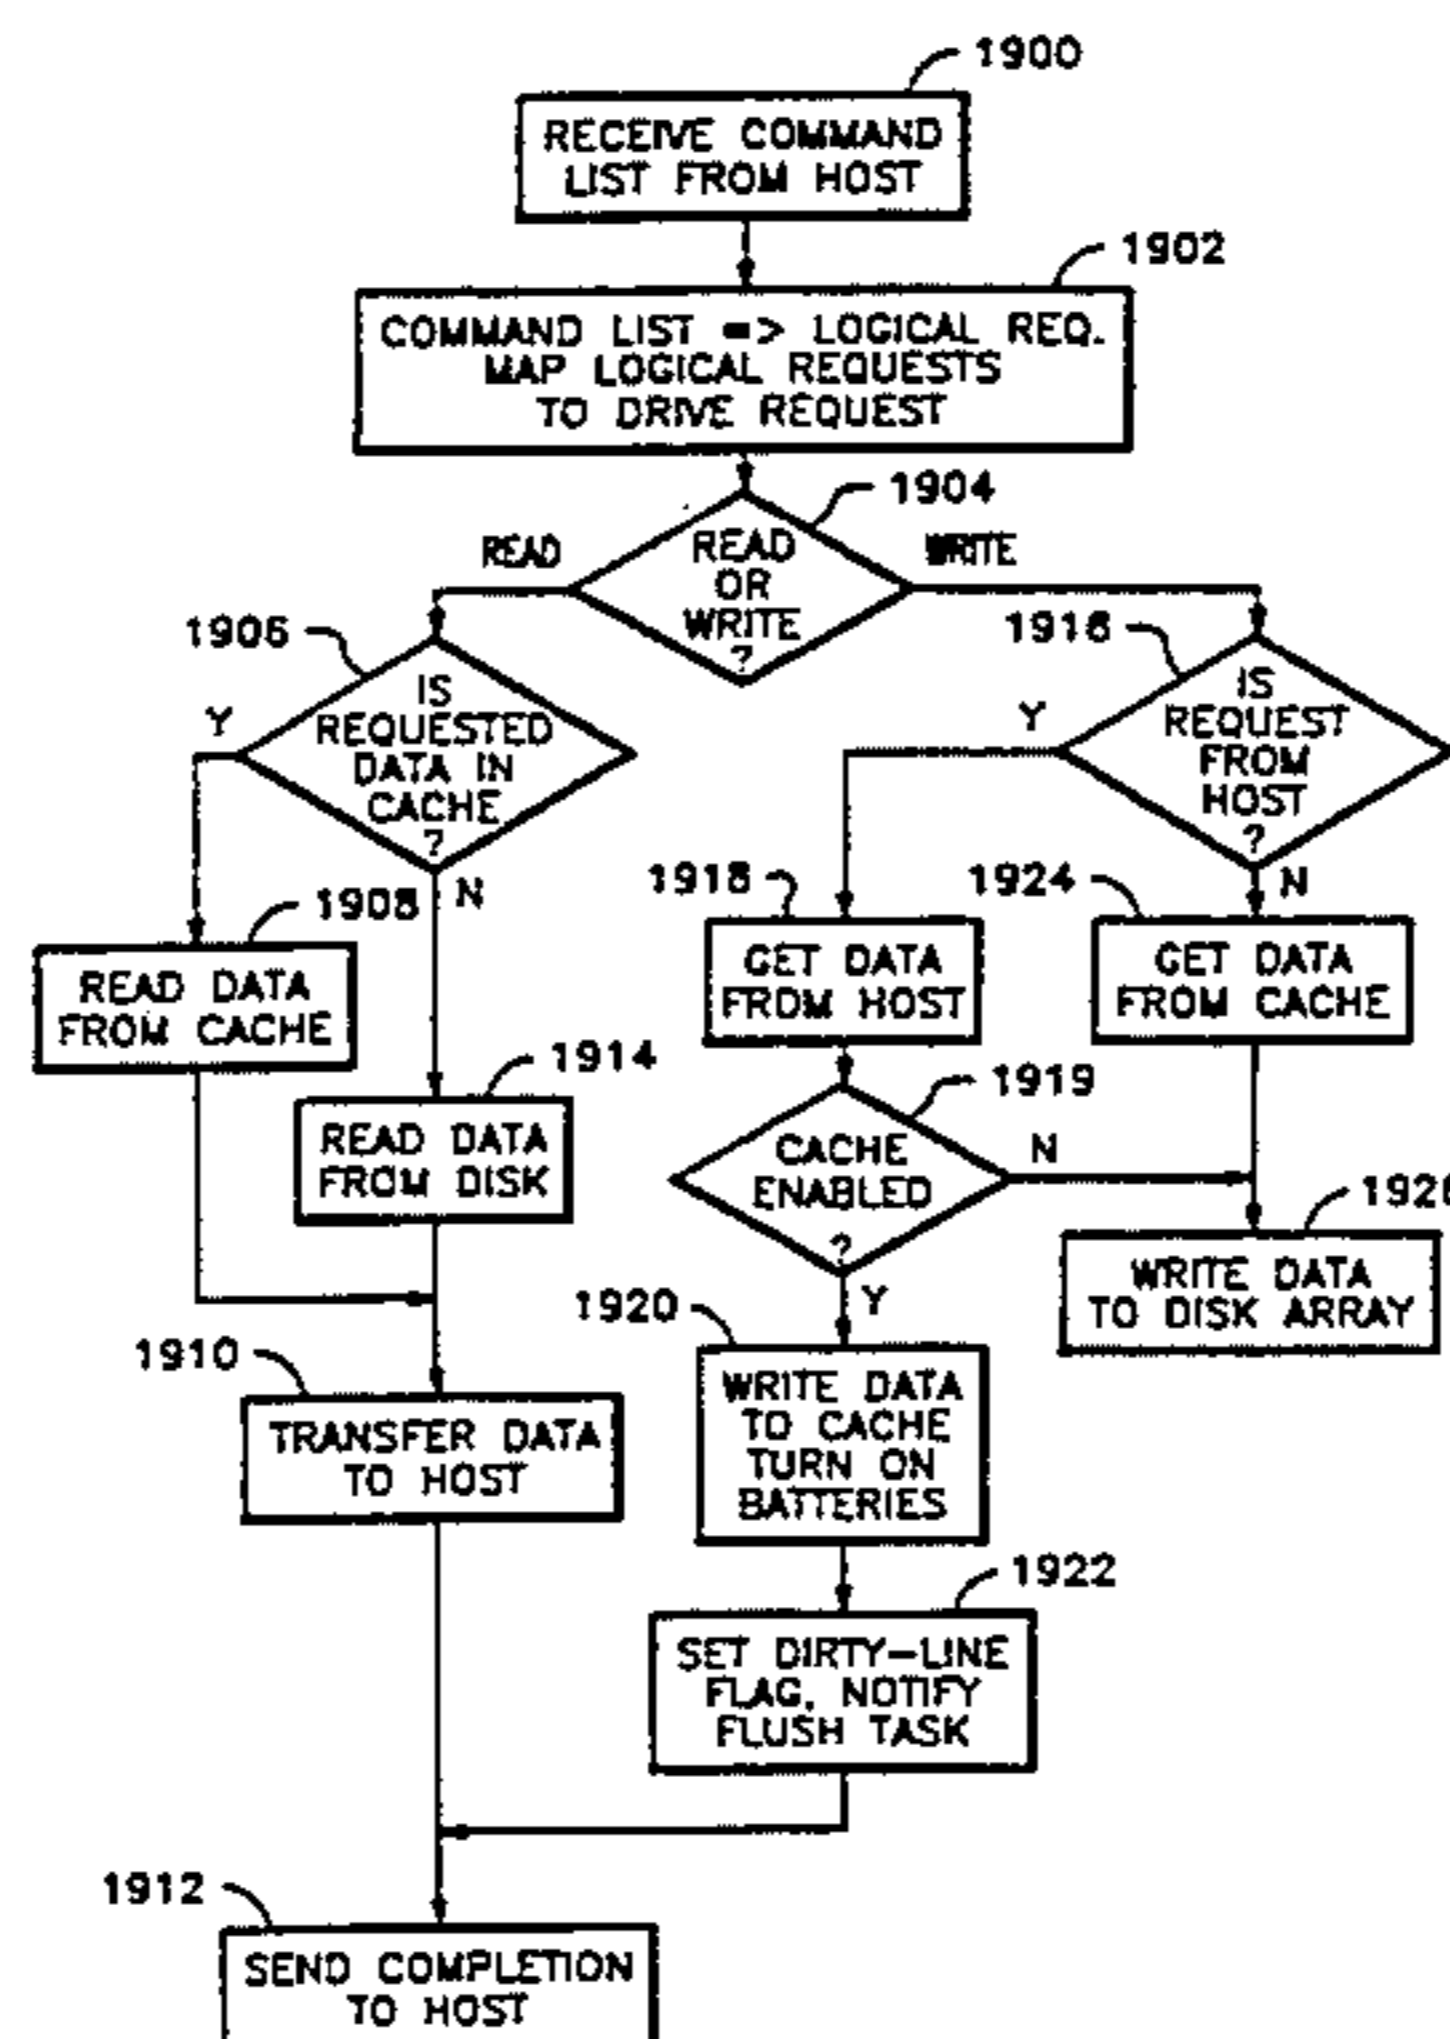 1900
RECEIVE COMMAND
LIST FROM HOST
1902
COMMAND LIST => LOGICAL REQ.
MAP LOGICAL REQUESTS
TO DRIVE REQUEST
1904
READ
READ
OR
WRITE
?
WRITE
1906
IS
REQUESTED
DATA IN
CACHE
?
Y
N
1916
IS
REQUEST
FROM
HOST
?
Y
N
1908
READ DATA
FROM CACHE
1918
GET DATA
FROM HOST
1924
GET DATA
FROM CACHE
1914
READ DATA
FROM DISK
1919
CACHE
ENABLED
?
N
Y
WRITE DATA
TO DISK ARRAY
1910
TRANSFER DATA
TO HOST
1920
WRITE DATA
TO CACHE
TURN ON
BATTERIES
1922
SET DIRTY-LINE
FLAG, NOTIFY
FLUSH TASK
1912
SEND COMPLETION
TO HOST